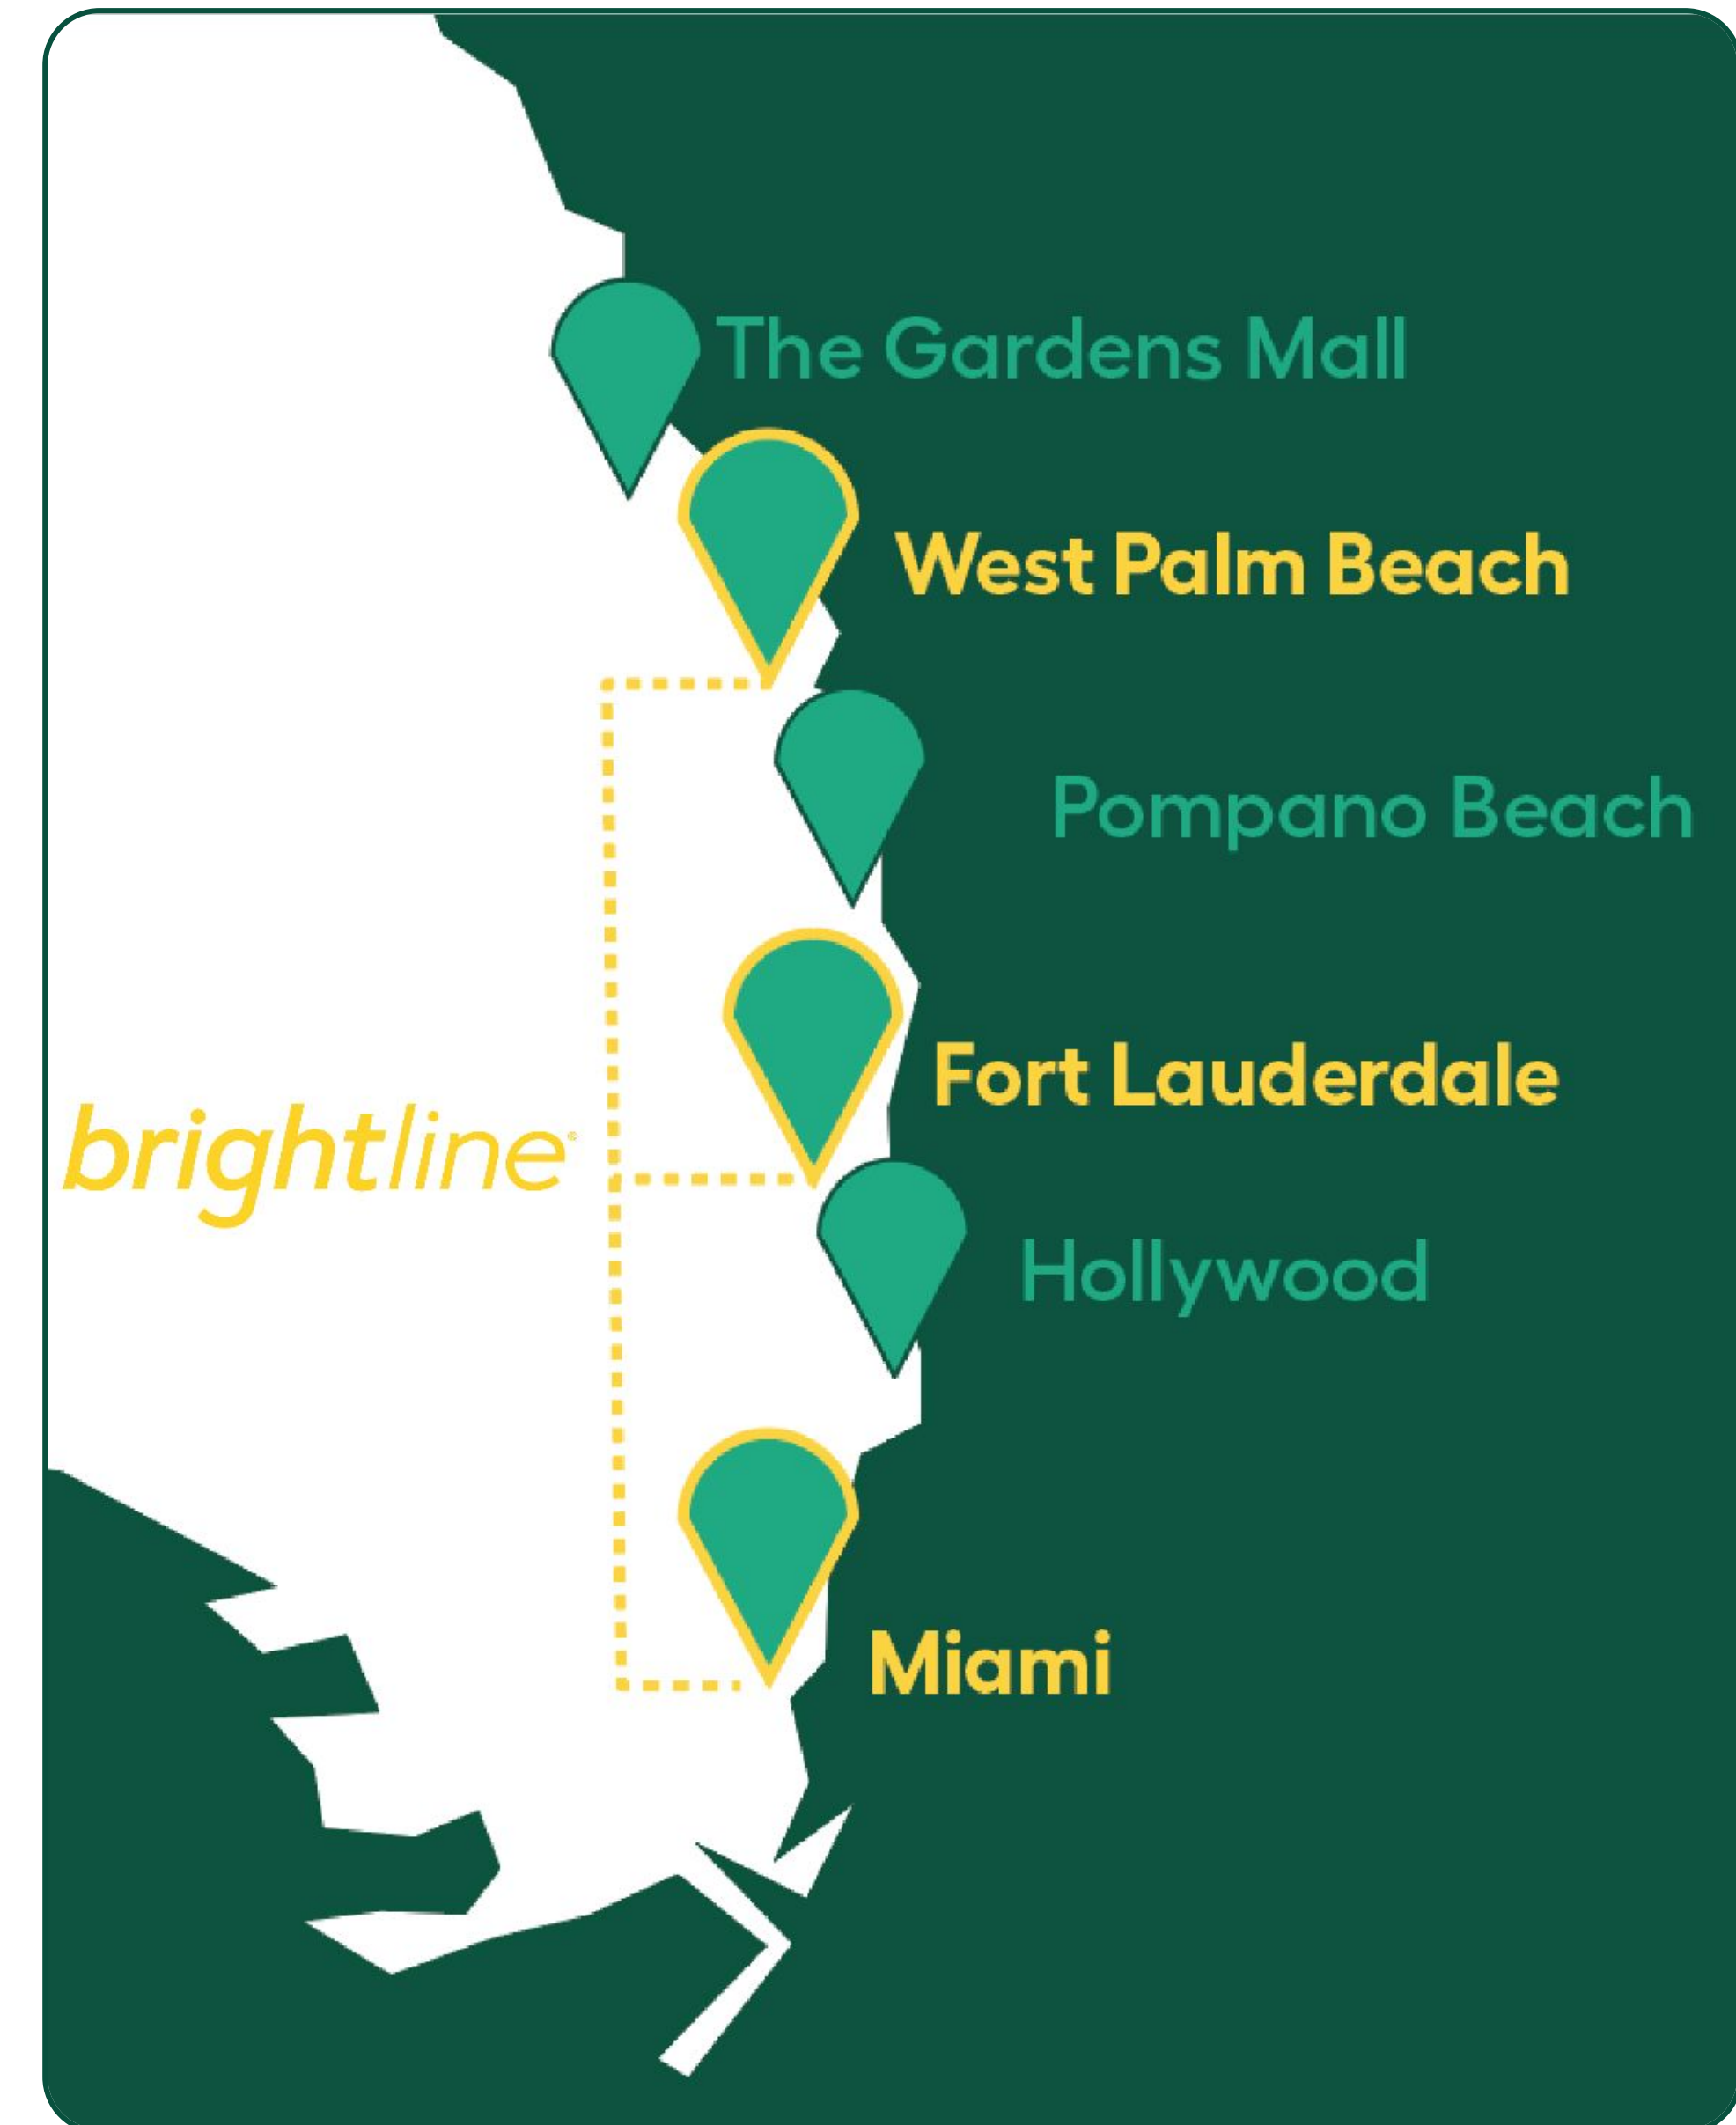 The Gardens Mall
West Palm Beach
Pompano Beach
Fort Lauderdale
brightline
Hollywood
Miami